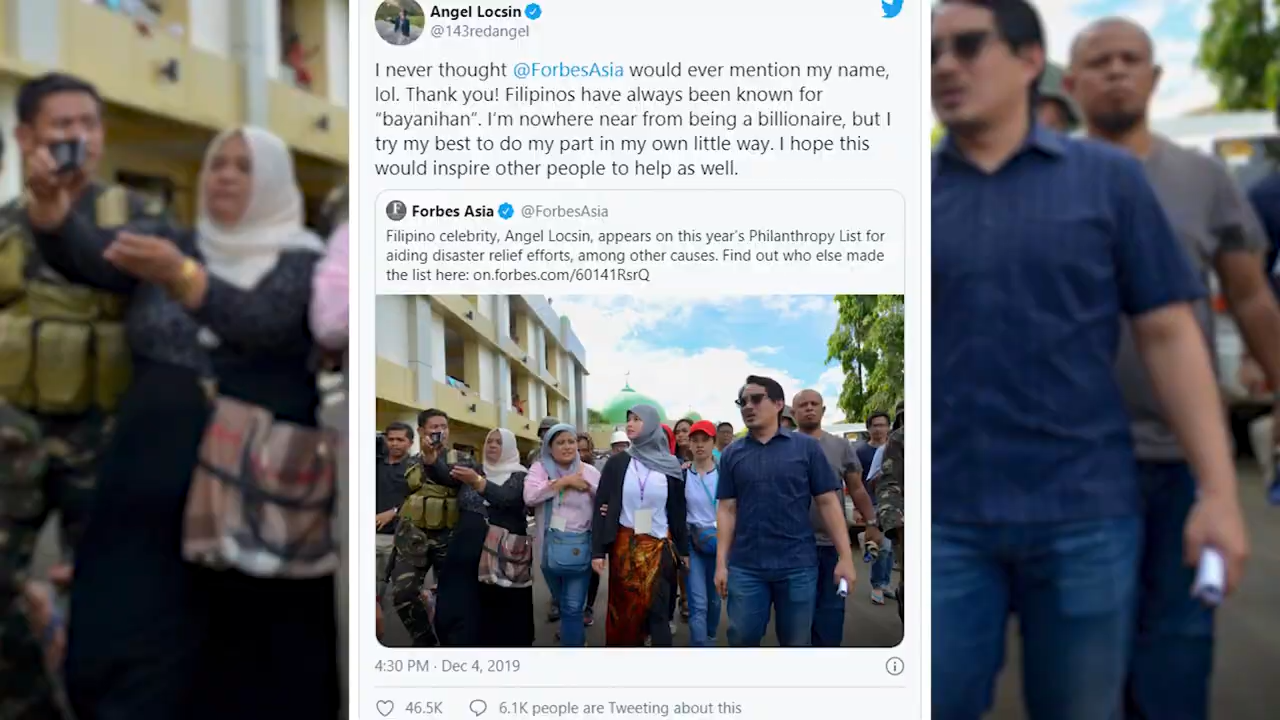 Angel Locsin
@143redangel
I never thought @ForbesAsia would ever mention my name,
lol. Thank you! Filipinos have always been known for
“bayanihan”. I’m nowhere near from being a billionaire, but I
try my best to do my part in my own little way. I hope this
would inspire other people to help as well.
Forbes Asia @ForbesAsia
Filipino celebrity, Angel Locsin, appears on this year’s Philanthropy List for
aiding disaster relief efforts, among other causes. Find out who else made
the list here: on.forbes.com/60141RsrQ
4:30 PM · Dec 4, 2019
46.5K 6.1K people are Tweeting about this